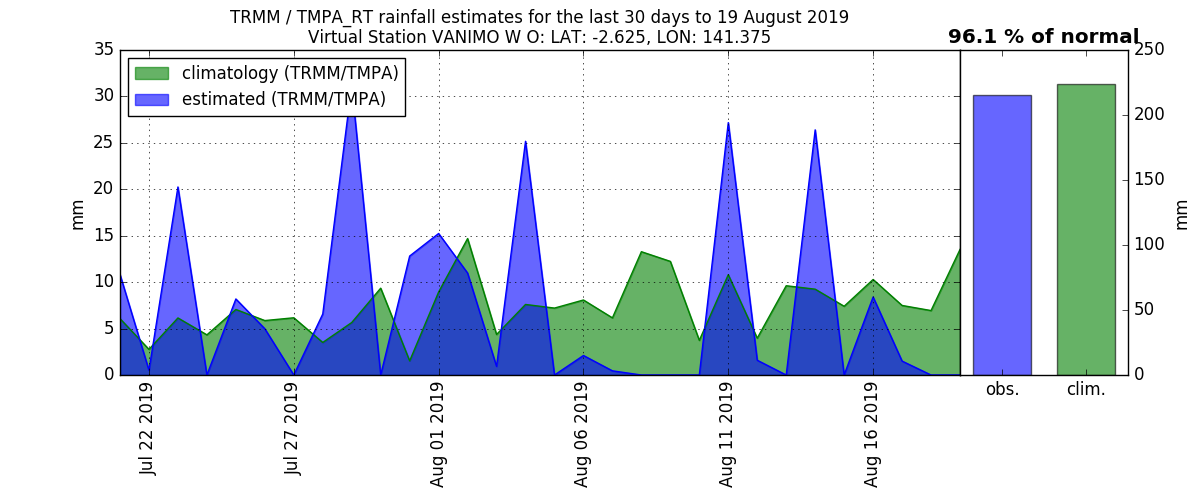 TRMM / TMPA_RT rainfall estimates for the last 30 days to 19 August 2019
Virtual Station VANIMO W O: LAT: -2.625, LON: 141.375
96.1 % of normal
climatology (TRMM/TMPA)
estimated (TRMM/TMPA)
35
30
25
20
15
10
5
0
mm
Jul 22 2019
Jul 27 2019
Aug 01 2019
Aug 06 2019
Aug 11 2019
Aug 16 2019
250
200
150
100
50
0
mm
obs.
clim.